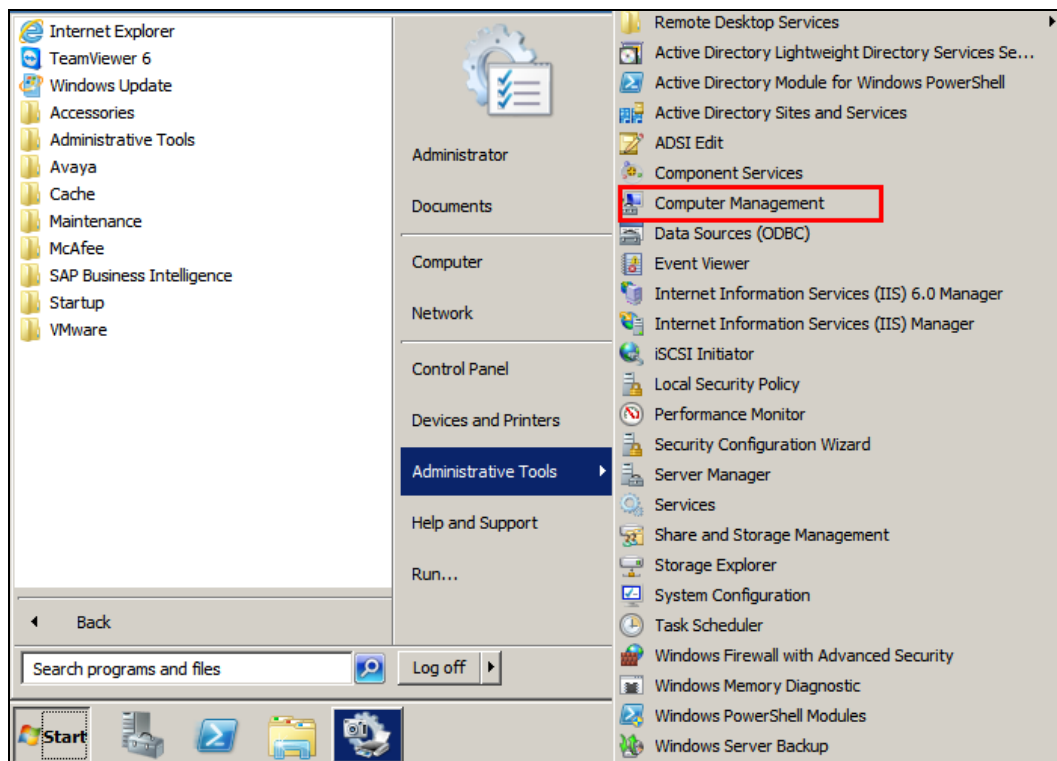 Internet Explorer
TeamViewer 6
Windows Update
Accessories
Administrative Tools
Avaya
Cache
Maintenance
McAfee
SAP Business Intelligence
Startup
VMware
Back
Search programs and files
Administrator
Documents
Computer
Network
Control Panel
Devices and Printers
Administrative Tools
Help and Support
Run...
Log off
Remote Desktop Services
Active Directory Lightweight Directory Services Se...
Active Directory Module for Windows PowerShell
Active Directory Sites and Services
ADSI Edit
Component Services
Computer Management
Data Sources (ODBC)
Event Viewer
Internet Information Services (IIS) 6.0 Manager
Internet Information Services (IIS) Manager
iSCSI Initiator
Local Security Policy
Performance Monitor
Security Configuration Wizard
Server Manager
Services
Share and Storage Management
Storage Explorer
System Configuration
Task Scheduler
Windows Firewall with Advanced Security
Windows Memory Diagnostic
Windows PowerShell Modules
Windows Server Backup
Start